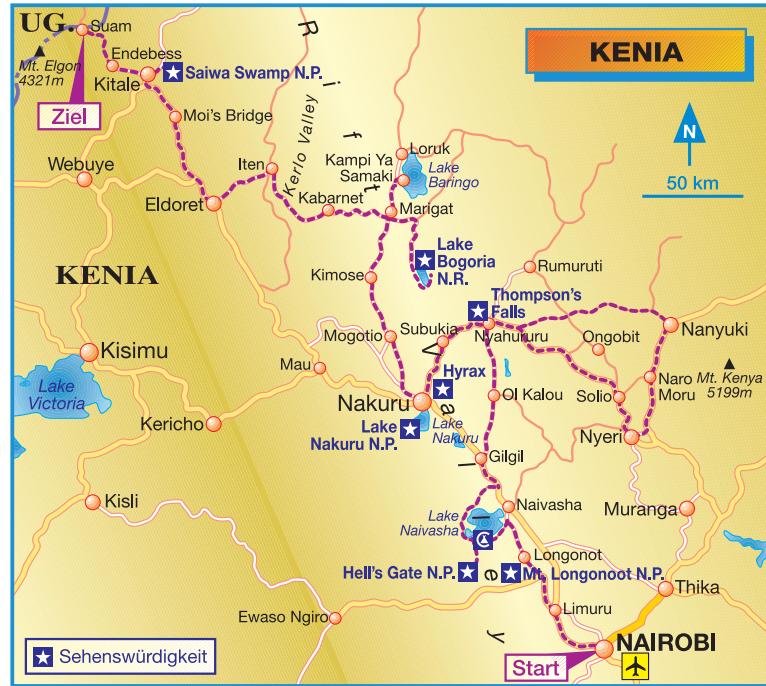 UG.
Suam
Mt. Elgon
4321m
Endebess
Kitale
Saiwa Swamp N.P.
Ziel
Moi's Bridge
KENIA
N
50 km
Rift Valley
Kerlo Valley
Webuye
Iten
Loruk
Kampi Ya
Samaki
Lake
Baringo
Eldoret
Kabarnet
Marigat
KENIA
Kimose
Lake
Bogoria
N.R.
Rumuruti
Thompson's
Falls
Nyahururu
Nanyuki
Kisimu
Mogotio
Subukia
Ongobit
Mau
Lake
Victoria
Hyrax
Naro
Moru
Mt. Kenya
5199m
Nakuru
Ol Kalou
Solio
Kericho
Lake
Nakuru N.P.
Lake
Nakuru
Nyeri
Gilgil
Kisli
Lake
Naivasha
Naivasha
Muranga
Longonot
Hell's Gate N.P.
Mt. Longonoot N.P.
Thika
Ewaso Ngiro
Limuru
NAIROBI
Start
Sehenswürdigkeit